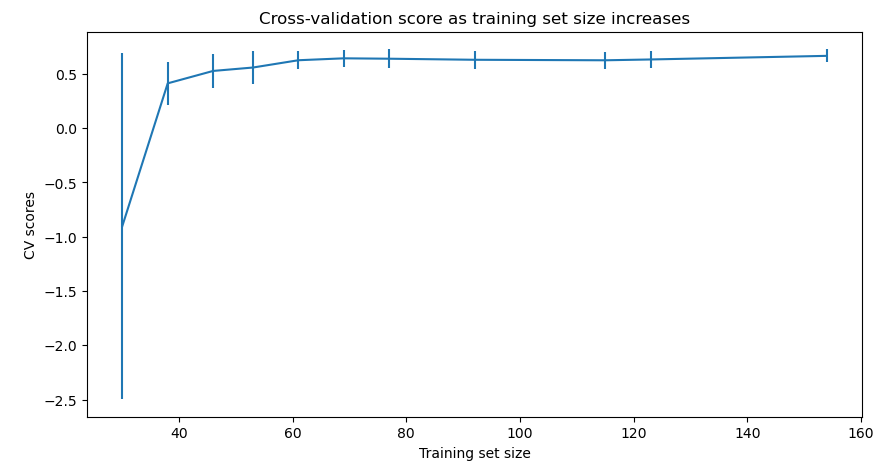 Cross-validation score as training set size increases
CV scores
0.5
0.0
−0.5
−1.0
−1.5
−2.0
−2.5
40 60 80 100 120 140 160
Training set size